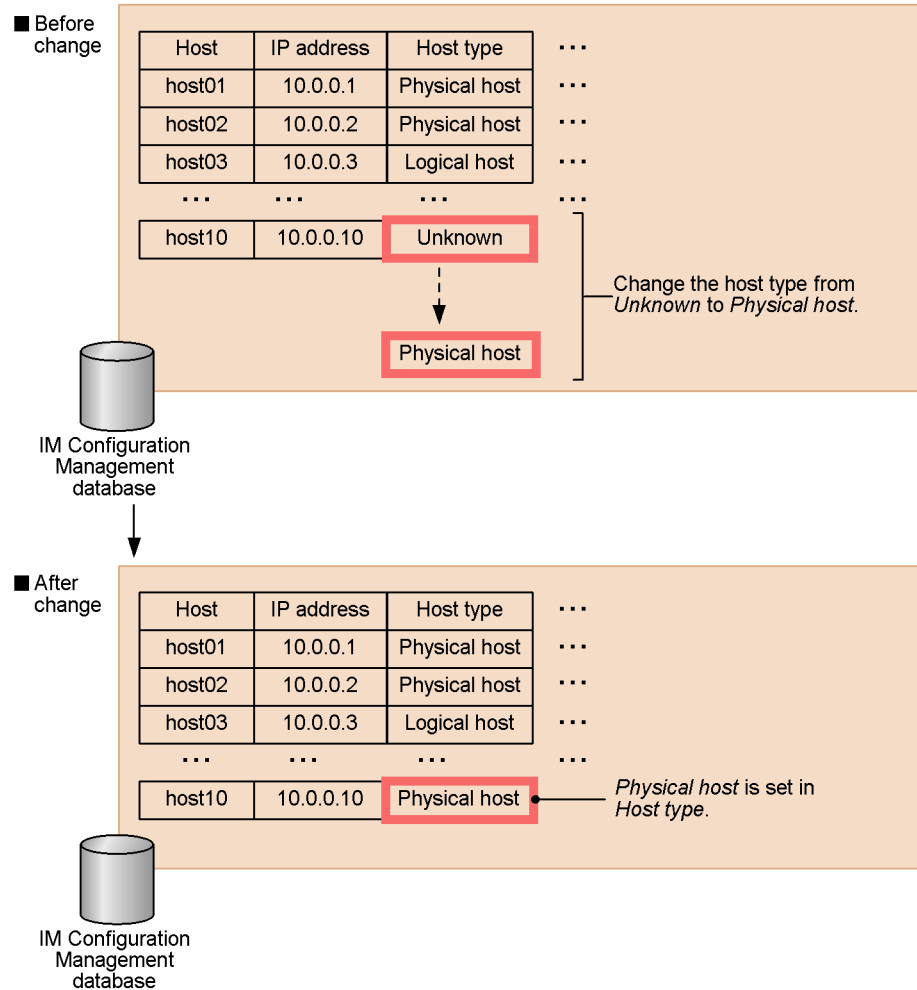 ■ Before
change
Host IP address Host type ...
host01 10.0.0.1 Physical host ...
host02 10.0.0.2 Physical host ...
host03 10.0.0.3 Logical host ...
... ... ... ...
host10 10.0.0.10 Unknown
Change the host type from
Unknown to Physical host.
Physical host
IM Configuration
Management
database
■ After
change
Host IP address Host type ...
host01 10.0.0.1 Physical host ...
host02 10.0.0.2 Physical host ...
host03 10.0.0.3 Logical host ...
... ... ... ...
host10 10.0.0.10 Physical host
Physical host is set in
Host type.
IM Configuration
Management
database